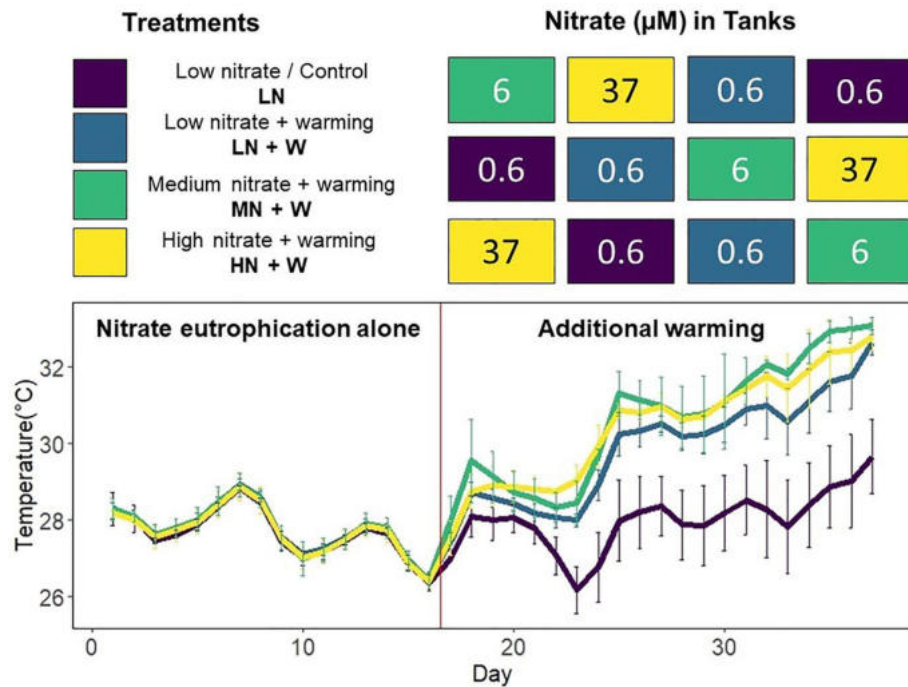 Treatments
Low nitrate / Control
LN
Low nitrate + warming
LN + W
Medium nitrate + warming
MN + W
High nitrate + warming
HN + W
Nitrate (µM) in Tanks
6 37 0.6 0.6
0.6 0.6 6 37
37 0.6 0.6 6
Nitrate eutrophication alone
Additional warming
Temperature(°C)
32
30
28
26
0 10 20 30
Day